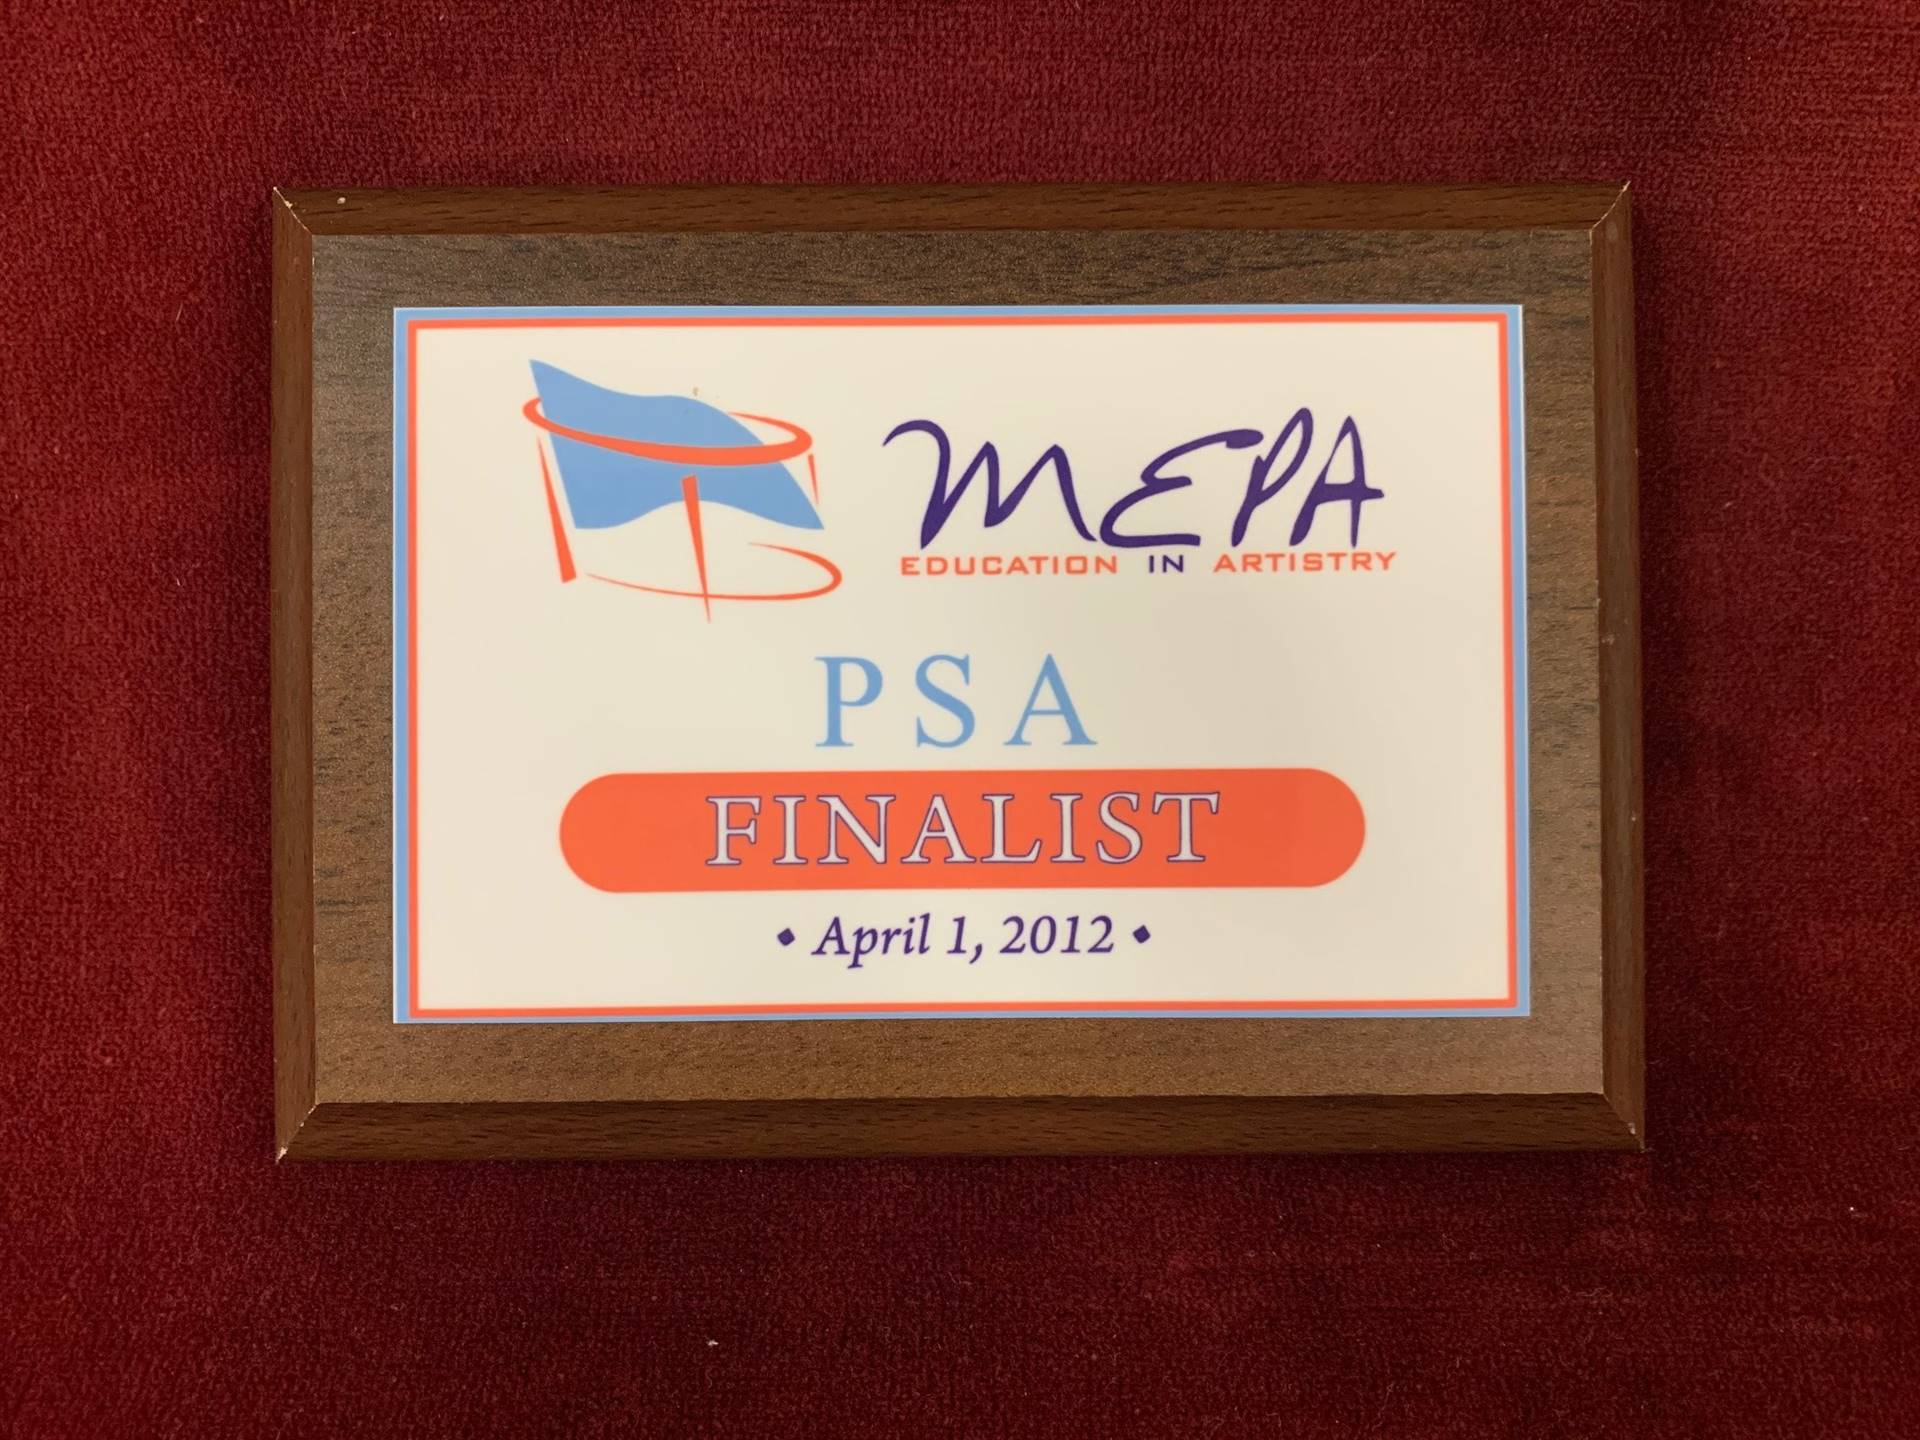 MEPA
EDUCATION IN ARTISTRY
PSA
FINALIST
• April 1, 2012 •